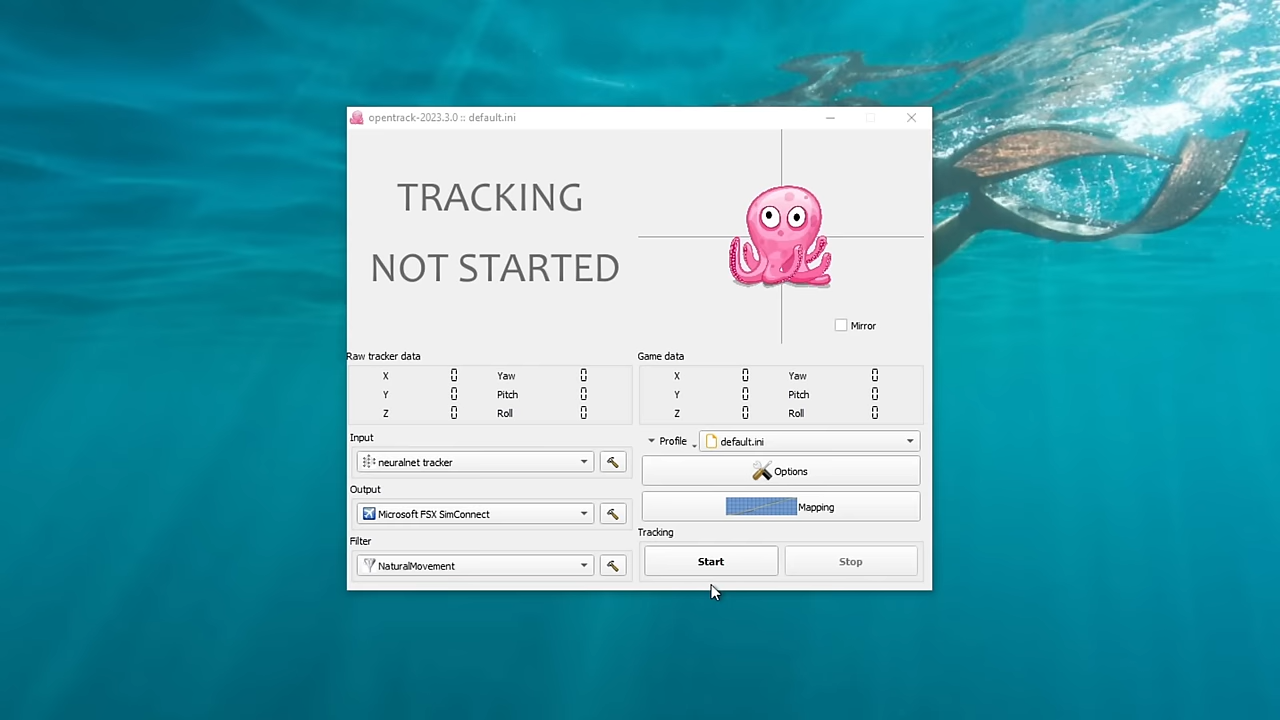 opentrack-2023.3.0 :: default.ini
TRACKING
NOT STARTED
Mirror
Raw tracker data
X 0 Yaw 0
Y 0 Pitch 0
Z 0 Roll 0
Game data
X 0 Yaw 0
Y 0 Pitch 0
Z 0 Roll 0
Input
neuralnet tracker
Output
Microsoft FSX SimConnect
Filter
NaturalMovement
Profile default.ini
Options
Mapping
Tracking
Start Stop